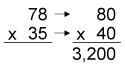 78 → 80
x 35 → x 40
3,200